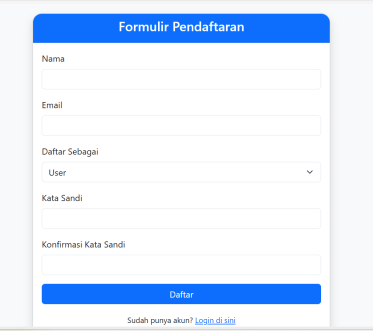 Formulir Pendaftaran
Nama
Email
Daftar Sebagai
User
Kata Sandi
Konfirmasi Kata Sandi
Daftar
Sudah punya akun? Login di sini